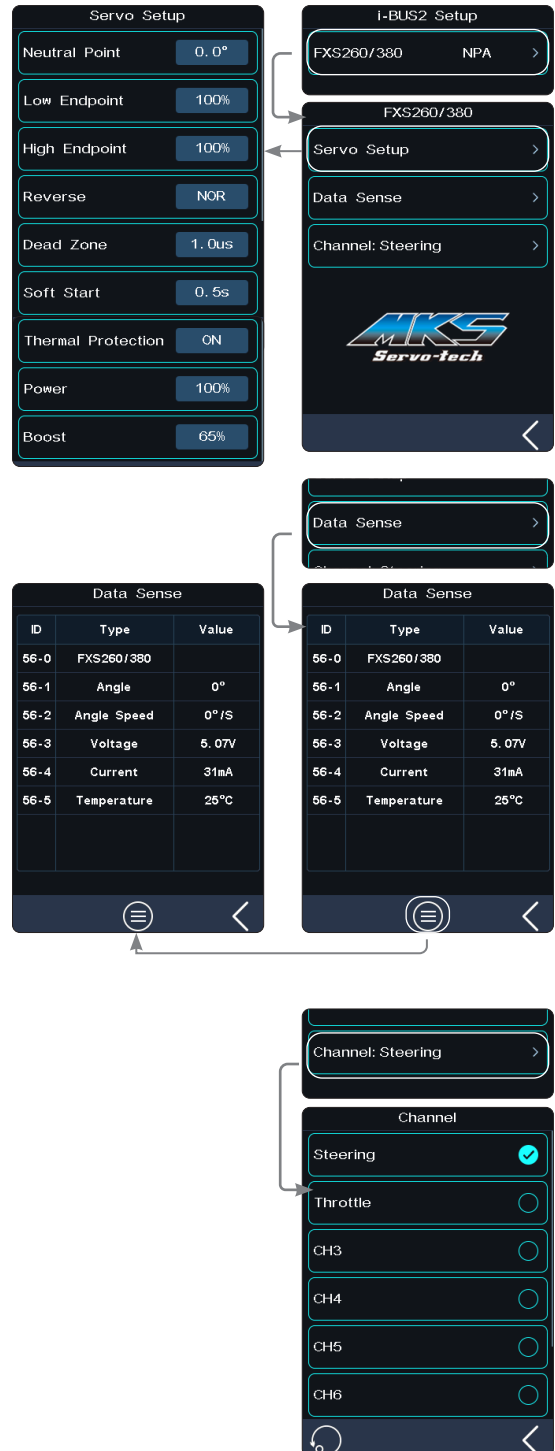 Servo Setup
Neutral Point 0.0°
Low Endpoint 100%
High Endpoint 100%
Reverse NOR
Dead Zone 1.0us
Soft Start 0.5s
Thermal Protection ON
Power 100%
Boost 65%
i-BUS2 Setup
FXS260/380 NPA >
FXS260/380
Servo Setup >
Data Sense >
Channel: Steering >
MKS
Servo-tech
Data Sense >
Data Sense
ID Type Value
56-0 FXS260/380
56-1 Angle 0°
56-2 Angle Speed 0°/S
56-3 Voltage 5.07V
56-4 Current 31mA
56-5 Temperature 25°C
Data Sense
ID Type Value
56-0 FXS260/380
56-1 Angle 0°
56-2 Angle Speed 0°/S
56-3 Voltage 5.07V
56-4 Current 31mA
56-5 Temperature 25°C
Channel: Steering >
Channel
Steering
Throttle
CH3
CH4
CH5
CH6